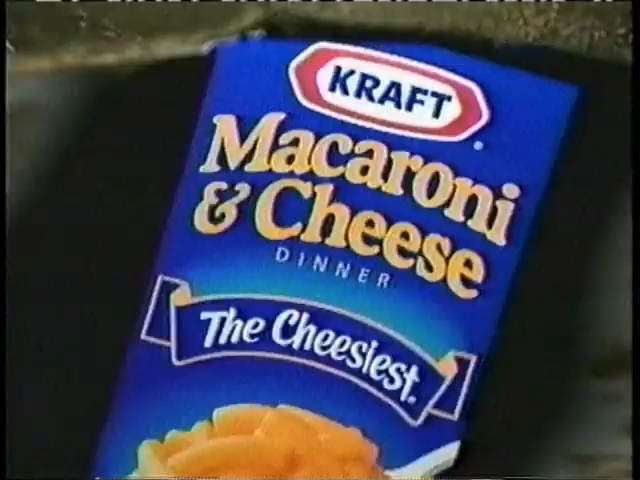 KRAFT
Macaroni
& Cheese
DINNER
The Cheesiest.